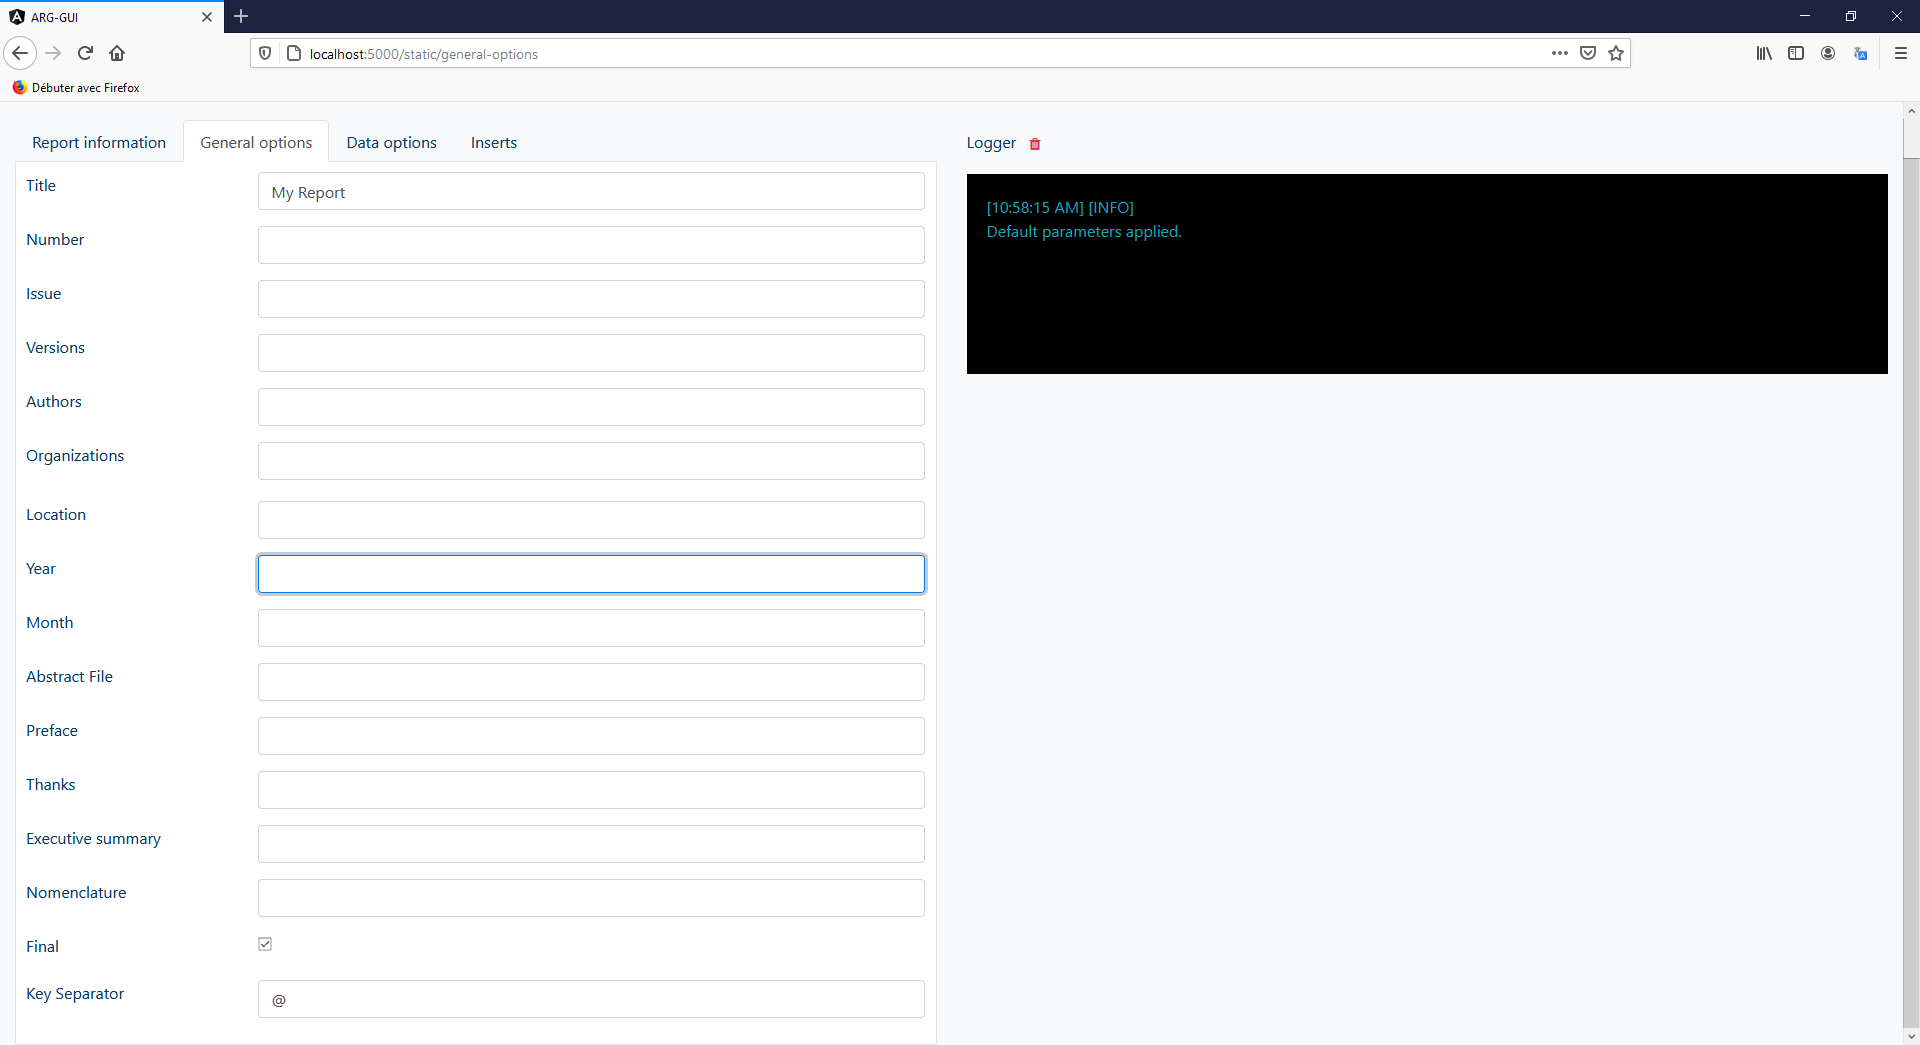 ARG-GUI
localhost:5000/static/general-options
Débuter avec Firefox
Report information
General options
Data options
Inserts
Logger
Title
My Report
[10:58:15 AM] [INFO]
Default parameters applied.
Number
Issue
Versions
Authors
Organizations
Location
Year
Month
Abstract File
Preface
Thanks
Executive summary
Nomenclature
Final
Key Separator
@